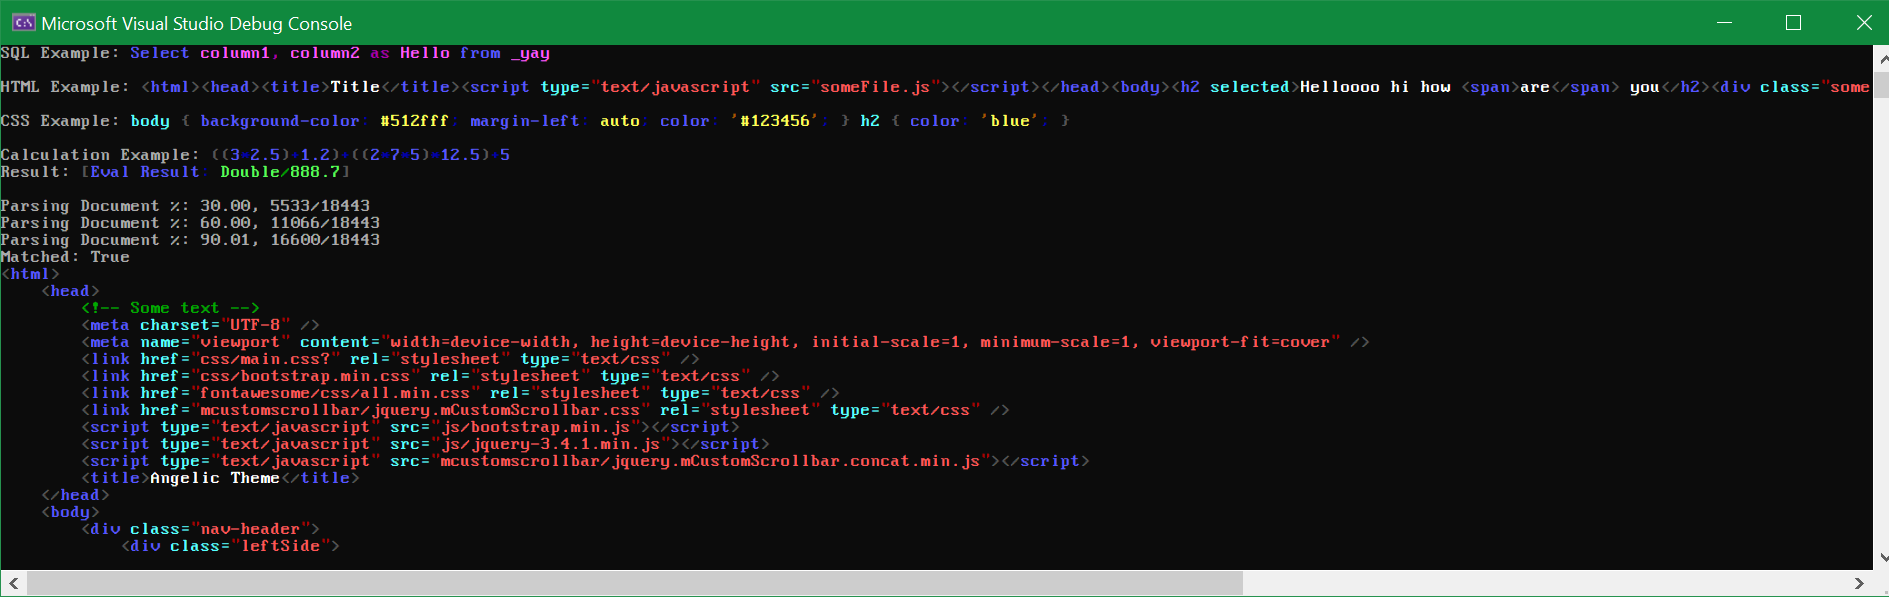 Microsoft Visual Studio Debug Console
SQL Example: Select column1, column2 as Hello from _yay
HTML Example: <html><head><title>Title</title><script type="text/javascript" src="someFile.js"></script></head><body><h2 selected>Helloooo hi how <span>are</span> you</h2><div class="some
CSS Example: body { background-color: #512fff; margin-left: auto; color: '#123456'; } h2 { color: 'blue'; }
Calculation Example: ((3*2.5)+1.2)+((2*7*5)*12.5)+5
Result: [Eval Result: Double/888.7]
Parsing Document %: 30.00, 5533/18443
Parsing Document %: 60.00, 11066/18443
Parsing Document %: 90.01, 16600/18443
Matched: True
<html>
<head>
<!-- Some text -->
<meta charset="UTF-8" />
<meta name="viewport" content="width=device-width, height=device-height, initial-scale=1, minimum-scale=1, viewport-fit=cover" />
<link href="css/main.css?" rel="stylesheet" type="text/css" />
<link href="css/bootstrap.min.css" rel="stylesheet" type="text/css" />
<link href="fontawesome/css/all.min.css" rel="stylesheet" type="text/css" />
<link href="mcustomscrollbar/jquery.mCustomScrollbar.css" rel="stylesheet" type="text/css" />
<script type="text/javascript" src="js/bootstrap.min.js"></script>
<script type="text/javascript" src="js/jquery-3.4.1.min.js"></script>
<script type="text/javascript" src="mcustomscrollbar/jquery.mCustomScrollbar.concat.min.js"></script>
<title>Angelic Theme</title>
</head>
<body>
<div class="nav-header">
<div class="leftSide">